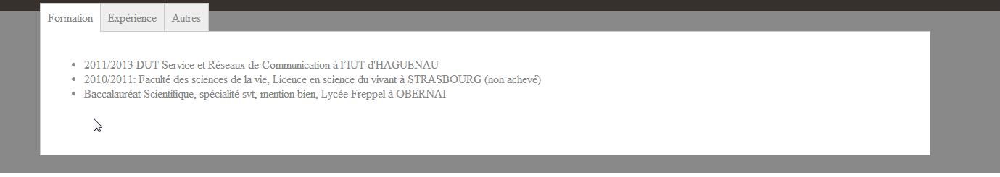 Formation Expérience Autres
2011/2013 DUT Service et Réseaux de Communication à l’IUT d'HAGUENAU
2010/2011: Faculté des sciences de la vie, Licence en science du vivant à STRASBOURG (non achevé)
Baccalauréat Scientifique, spécialité svt, mention bien, Lycée Freppel à OBERNAI